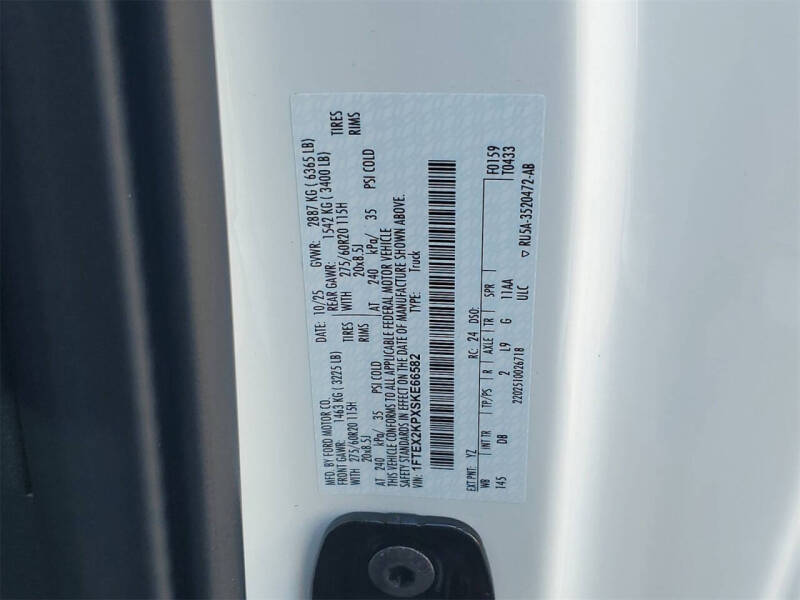 MFD. BY FORD MOTOR CO.
DATE: 10/25 GVWR: 2887 KG ( 6365 LB)
FRONT GAWR: 1463 KG ( 3225 LB) REAR GAWR: 1542 KG ( 3400 LB)
WITH 275/60R20 115H TIRES WITH 275/60R20 115H TIRES
20x8.5J RIMS 20x8.5J RIMS
AT 240 kPa/ 35 PSI COLD AT 240 kPa/ 35 PSI COLD
THIS VEHICLE CONFORMS TO ALL APPLICABLE FEDERAL MOTOR VEHICLE
SAFETY STANDARDS IN EFFECT ON THE DATE OF MANUFACTURE SHOWN ABOVE.
VIN: 1FTEX2KPXSKE66582 TYPE: Truck
F0159
EXT PNT: YZ RC: 24 DSO: T0433
WB INT TR TP/PS R AXLE TR SPR
145 DB 2 L9 G 11AA
ULC
2202510026718 ▽ RU5A-3520472-AB